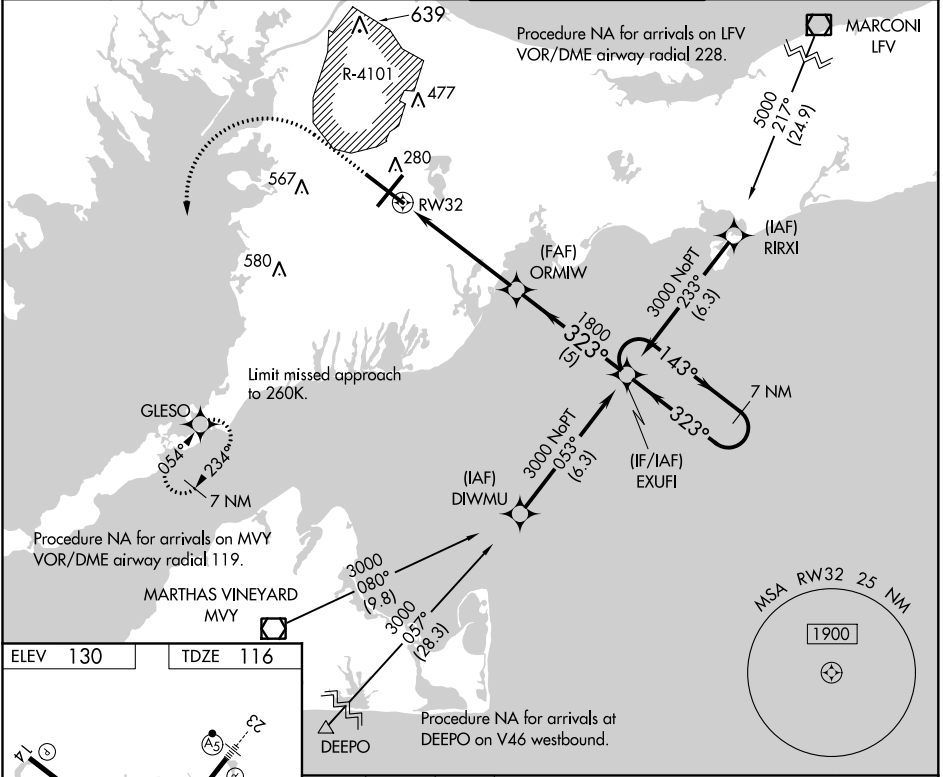 639
Procedure NA for arrivals on LFV
VOR/DME airway radial 228.
MARCONI
LFV
R-4101
477
5000
217°
(24.9)
280
567
RW32
(IAF)
RIRXI
(FAF)
ORMIW
580
3000 NoPT
233°
(6.3)
1800
323°
(5)
143°
Limit missed approach
to 260K.
7 NM
GLESO
323°
054°
234°
3000 NoPT
053°
(6.3)
(IF/IAF)
EXUFI
(IAF)
DIWMU
7 NM
Procedure NA for arrivals on MVY
VOR/DME airway radial 119.
3000
080°
(9.8)
MARTHAS VINEYARD
MVY
MSA RW32 25 NM
1900
3000
057°
(28.3)
ELEV 130
TDZE 116
Procedure NA for arrivals at
DEEPO on V46 westbound.
DEEPO
23
14
P
A5